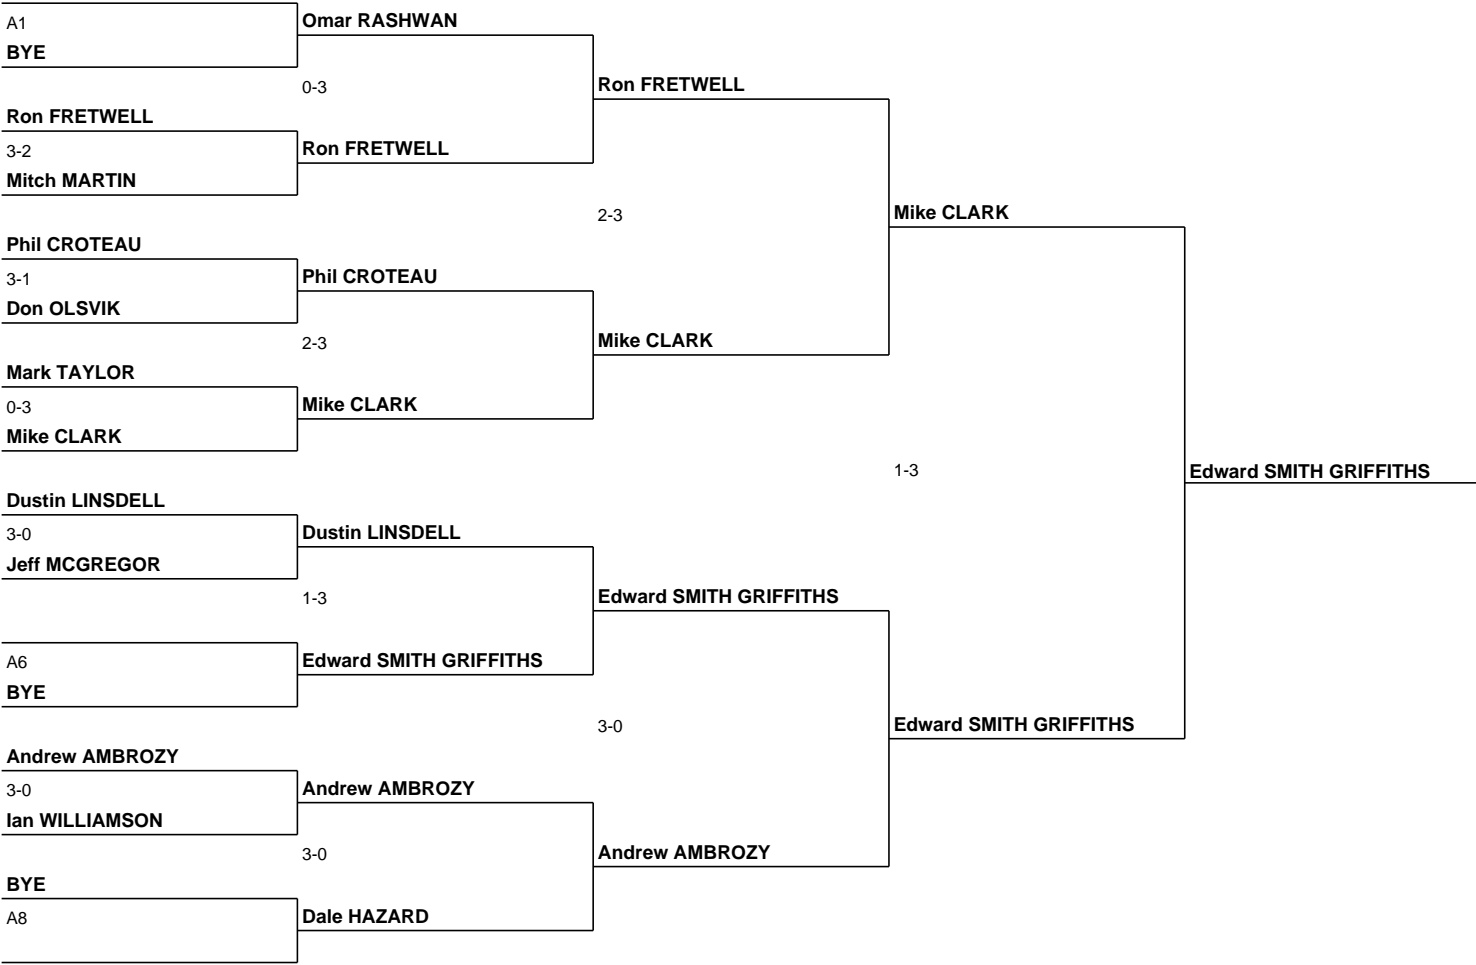 A1
BYE
Omar RASHWAN
0-3
Ron FRETWELL
3-2
Mitch MARTIN
Ron FRETWELL
Ron FRETWELL
2-3
Phil CROTEAU
3-1
Don OLSVIK
Phil CROTEAU
2-3
Mark TAYLOR
0-3
Mike CLARK
Mike CLARK
Mike CLARK
Mike CLARK
1-3
Dustin LINSDELL
3-0
Jeff MCGREGOR
Dustin LINSDELL
1-3
A6
BYE
Edward SMITH GRIFFITHS
Edward SMITH GRIFFITHS
3-0
Andrew AMBROZY
3-0
Ian WILLIAMSON
Andrew AMBROZY
3-0
BYE
A8
Dale HAZARD
Andrew AMBROZY
Edward SMITH GRIFFITHS
Edward SMITH GRIFFITHS